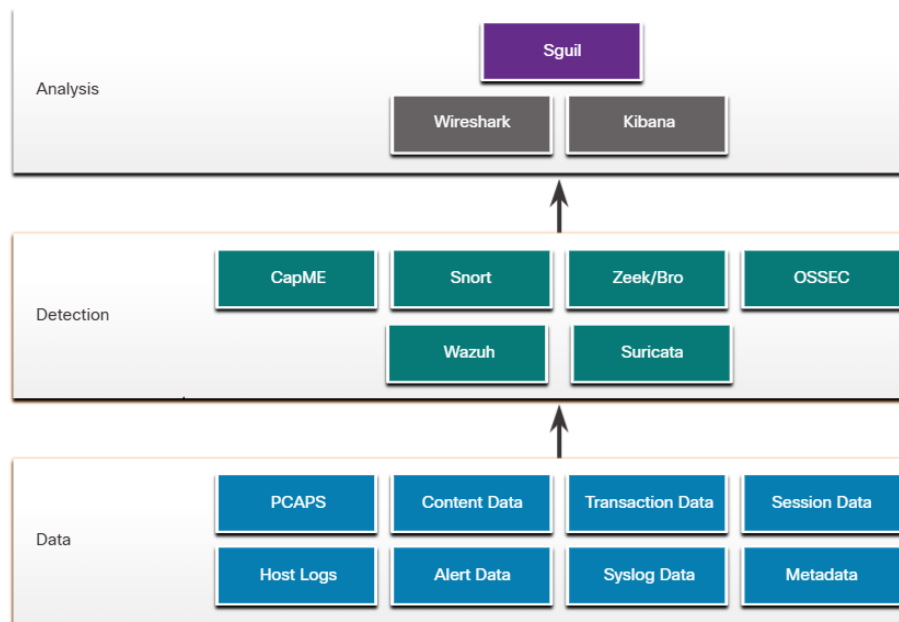 Sguil
Analysis
Wireshark Kibana
CapME Snort Zeek/Bro OSSEC
Detection
Wazuh Suricata
PCAPS Content Data Transaction Data Session Data
Data
Host Logs Alert Data Syslog Data Metadata